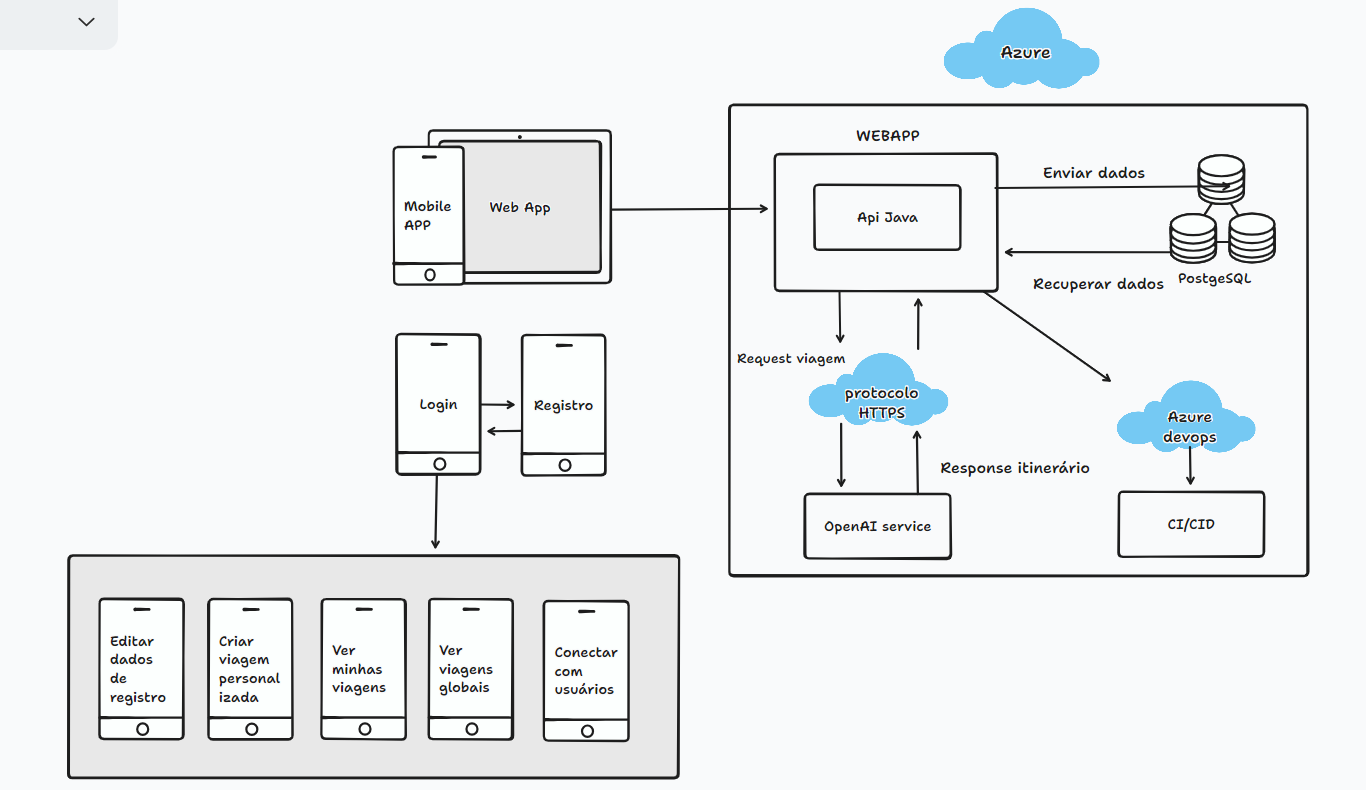 Azure
WEBAPP
Api Java
Enviar dados
Recuperar dados
PostgeSQL
Mobile
APP
Web App
Request viagem
protocolo
HTTPS
Response itinerário
OpenAI service
Azure
devops
CI/CID
Login
Registro
Editar
dados
de
registro
Criar
viagem
personal
izada
Ver
minhas
viagens
Ver
viagens
globais
Conectar
com
usuários